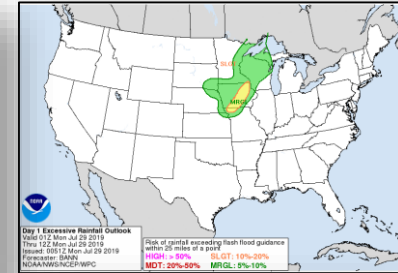 SLGT
MRGL
NOAA
Day 1 Excessive Rainfall Outlook
Valid 01Z Mon Jul 29 2019
Thru 12Z Mon Jul 29 2019
Issued: 0051Z Mon Jul 29 2019
Forecaster: BANN
NOAA/NWS/NCEP/WPC
Risk of rainfall exceeding flash flood guidance
within 25 miles of a point
HIGH: > 50% SLGT: 10%-20%
MDT: 20%-50% MRGL: 5%-10%